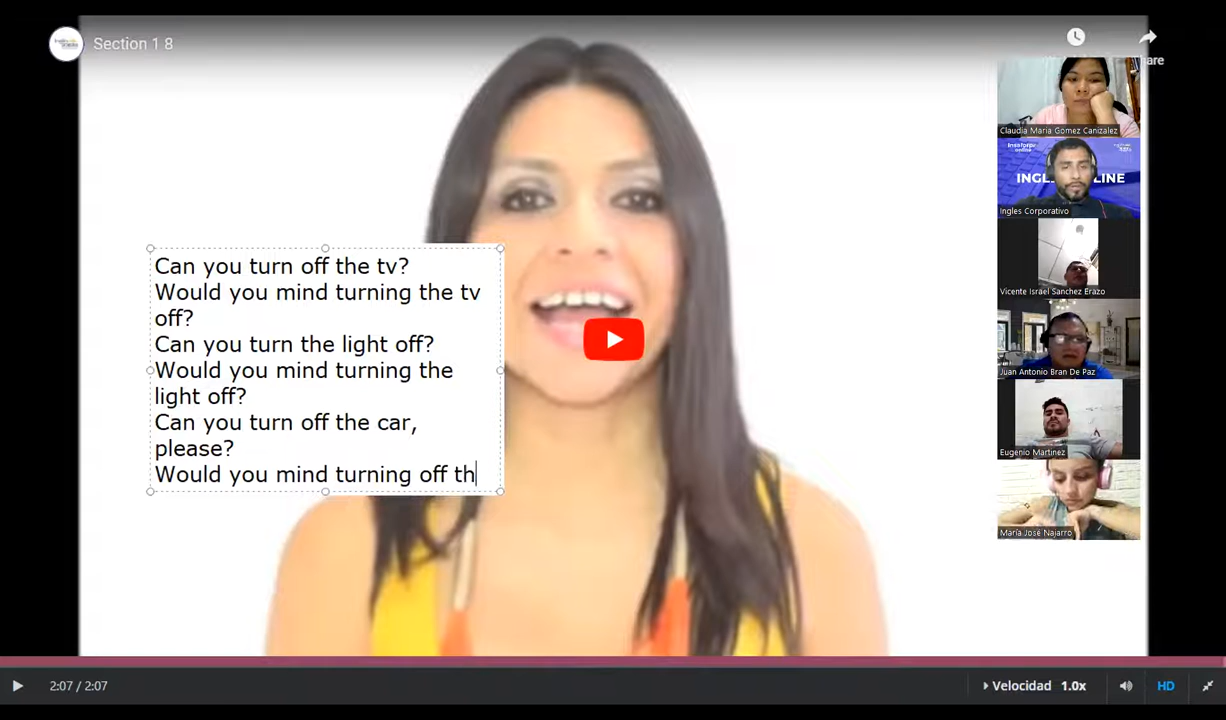 Section 1 8
are
Can you turn off the tv?
Would you mind turning the tv
off?
Can you turn the light off?
Would you mind turning the
light off?
Can you turn off the car,
please?
Would you mind turning off th
Claudia Maria Gomez Canizalez
Ingles Corporativo
Vicente Israel Sanchez Erazo
Juan Antonio Bran De Paz
Eugenio Martinez
María José Najarro
2:07 / 2:07
Velocidad 1.0x
HD